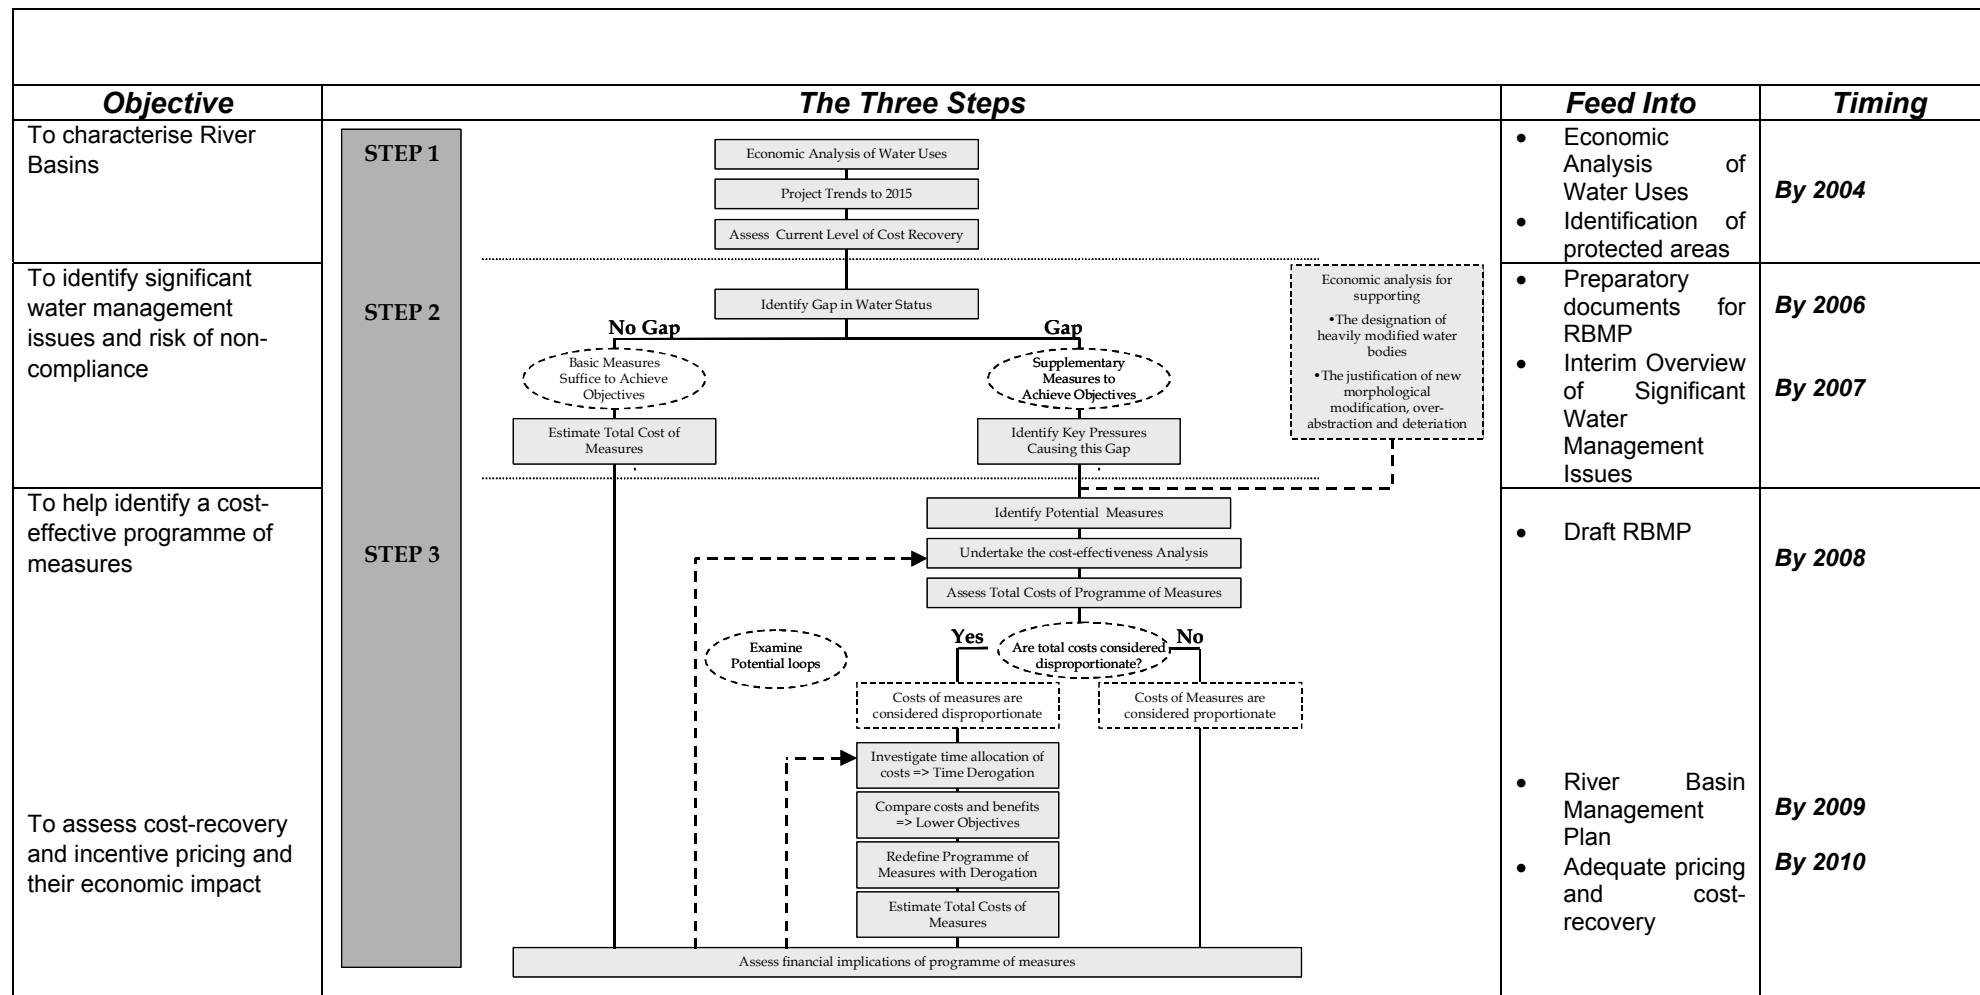 Objective
The Three Steps
Feed Into
Timing
To characterise River
Basins
STEP 1
Economic Analysis of Water Uses
Project Trends to 2015
Assess Current Level of Cost Recovery
• Economic
Analysis of
Water Uses
• Identification of
protected areas
By 2004
To identify significant
water management
issues and risk of non-
compliance
STEP 2
Identify Gap in Water Status
No Gap
Gap
Basic Measures
Suffice to Achieve
Objectives
Supplementary
Measures to
Achieve Objectives
Estimate Total Cost of
Measures
Identify Key Pressures
Causing this Gap
Economic analysis for
supporting
•The designation of
heavily modified water
bodies
•The justification of new
morphological
modification, over-
abstraction and deteriation
• Preparatory
documents for
RBMP
• Interim Overview
of Significant
Water
Management
Issues
By 2006
By 2007
To help identify a cost-
effective programme of
measures
STEP 3
Identify Potential Measures
Undertake the cost-effectiveness Analysis
Assess Total Costs of Programme of Measures
Examine
Potential loops
Yes
Are total costs considered
disproportionate?
No
Costs of measures are
considered disproportionate
Costs of Measures are
considered proportionate
Investigate time allocation of
costs => Time Derogation
Compare costs and benefits
=> Lower Objectives
Redefine Programme of
Measures with Derogation
Estimate Total Costs of
Measures
Assess financial implications of programme of measures
• Draft RBMP
By 2008
To assess cost-recovery
and incentive pricing and
their economic impact
• River Basin
Management
Plan
• Adequate pricing
and cost-
recovery
By 2009
By 2010